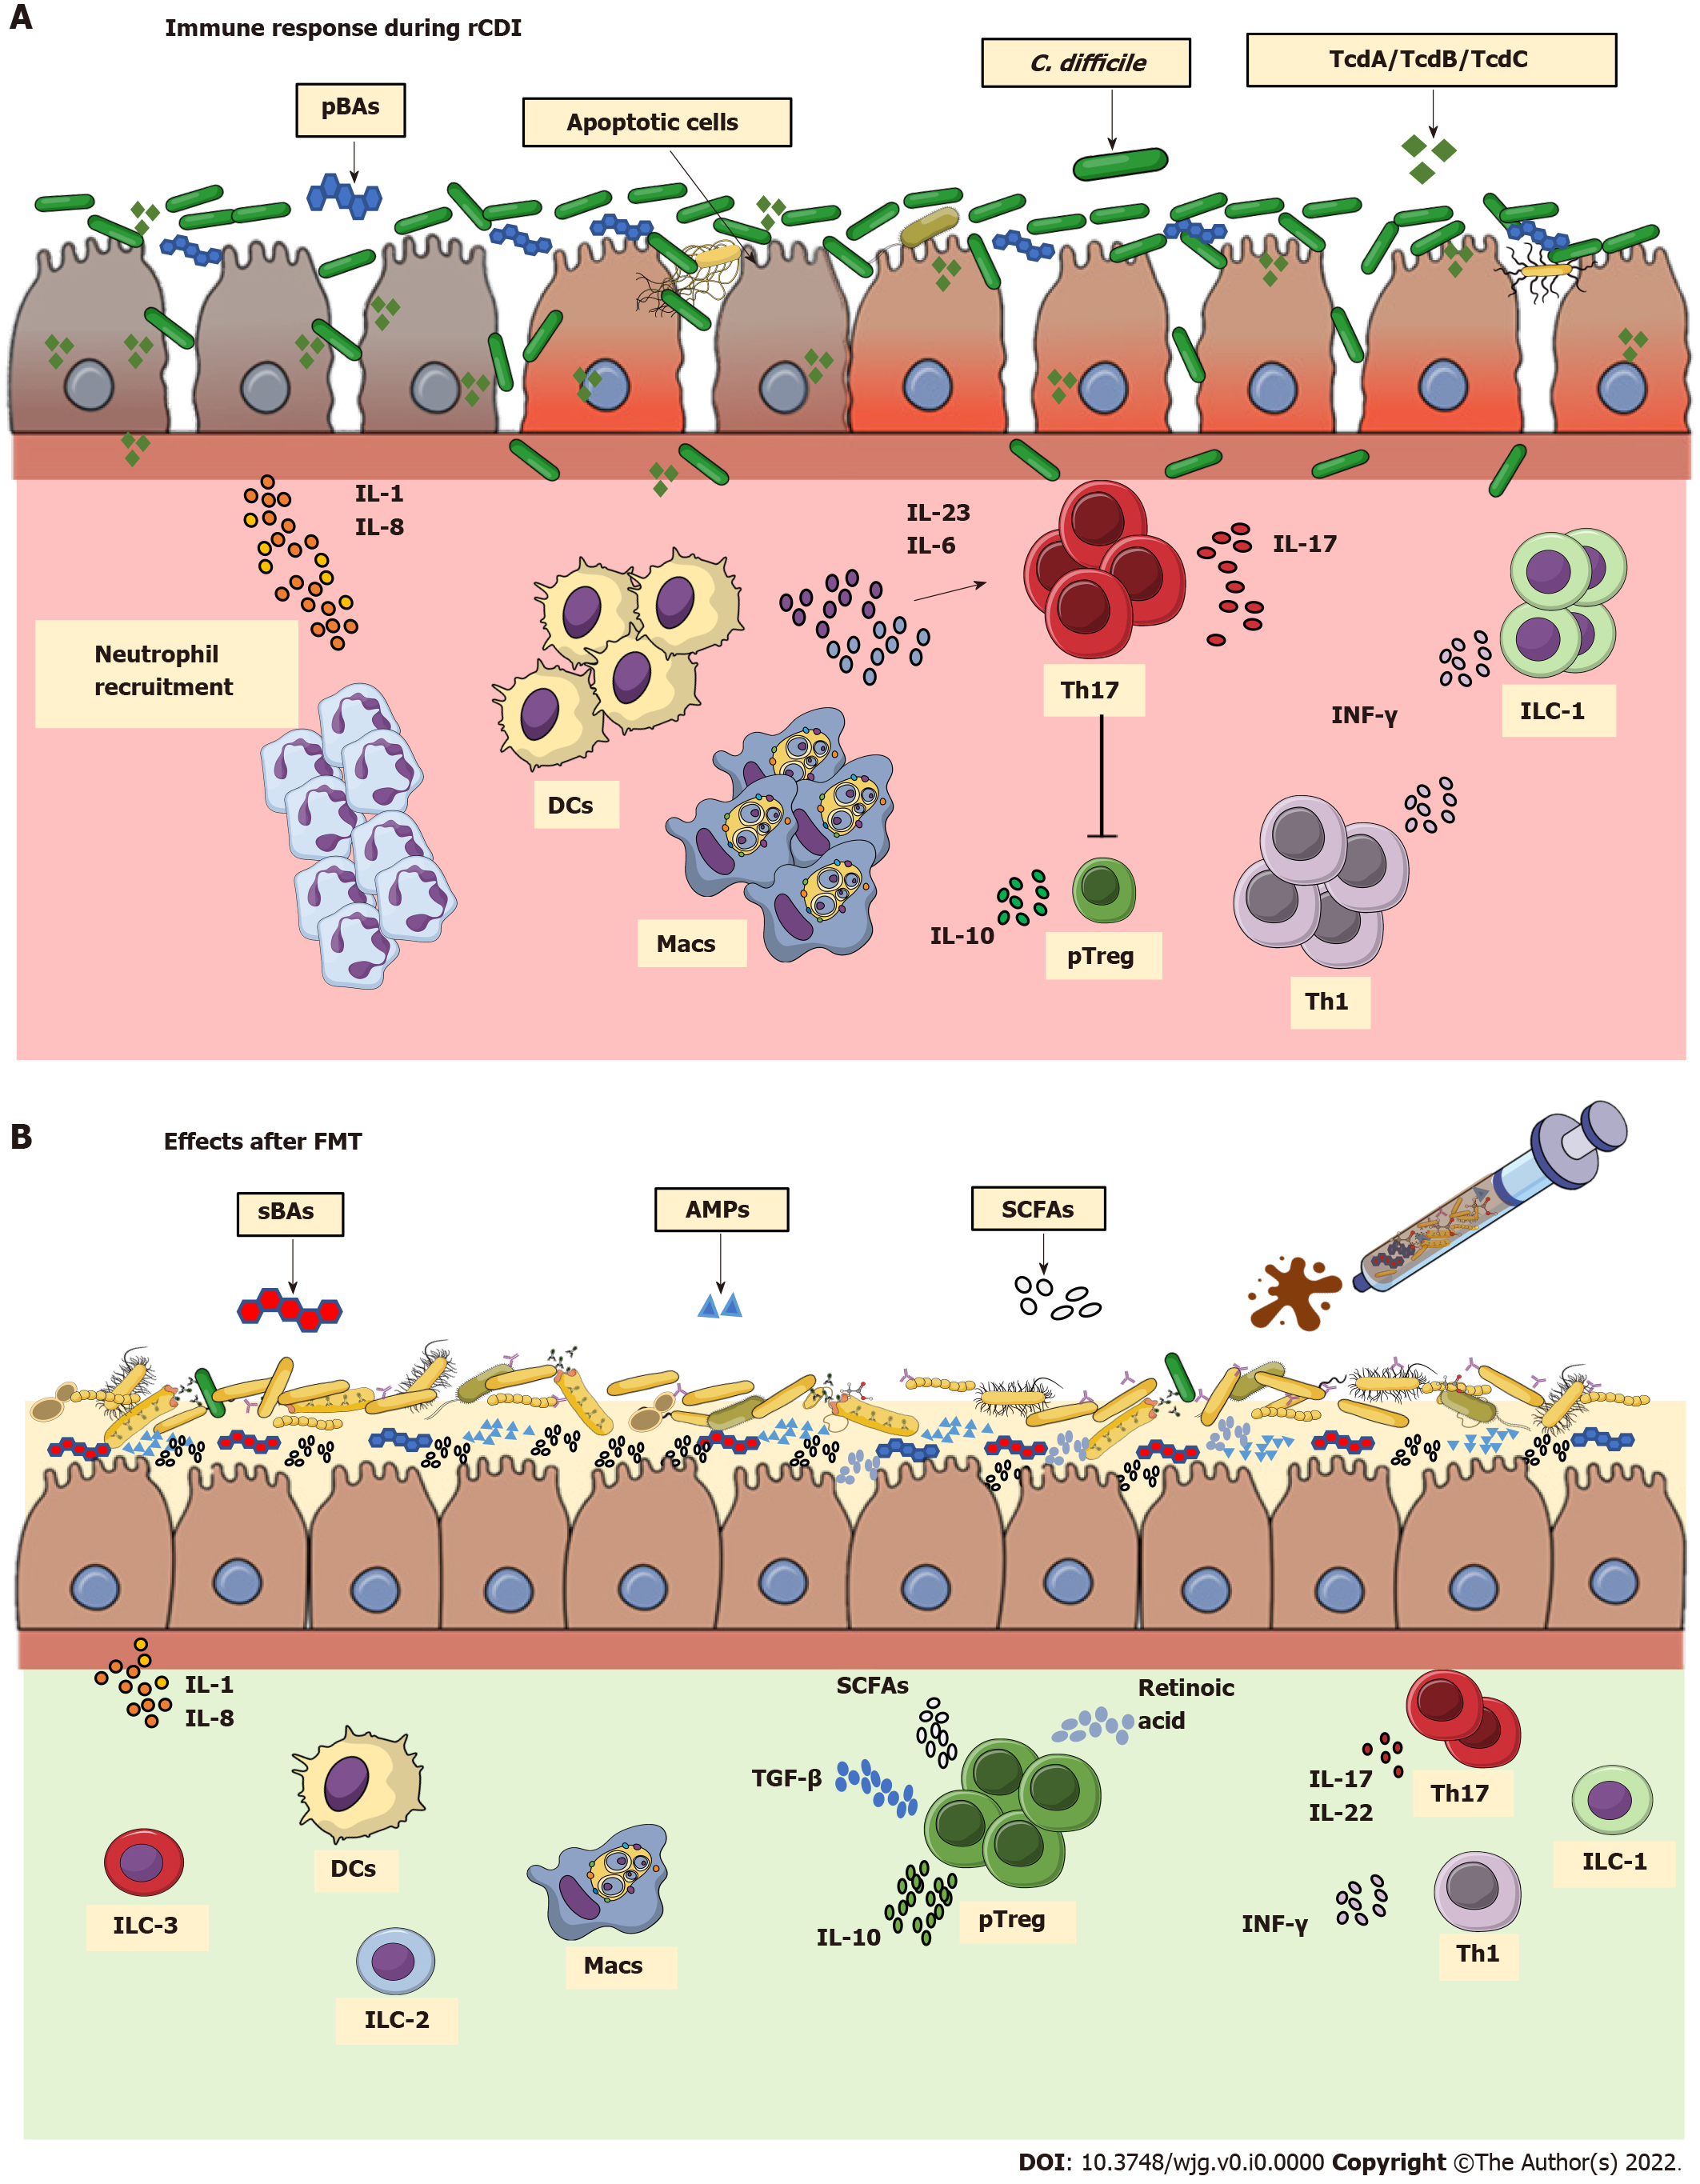 A
Immune response during rCDI
pBAs
Apoptotic cells
C. difficile
TcdA/TcdB/TcdC
IL-1
IL-8
Neutrophil
recruitment
DCs
Macs
IL-23
IL-6
Th17
IL-17
IL-10
pTreg
INF-γ
ILC-1
Th1
B
Effects after FMT
sBAs
AMPs
SCFAs
IL-1
IL-8
ILC-3
DCs
ILC-2
Macs
SCFAs
Retinoic
acid
TGF-β
IL-10
pTreg
IL-17
IL-22
Th17
INF-γ
Th1
ILC-1
DOI: 10.3748/wjg.v0.i0.0000 Copyright ©The Author(s) 2022.